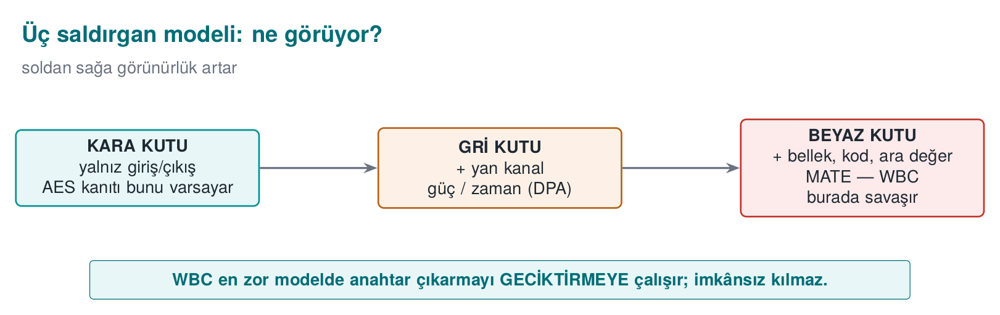 Üç saldırgan modeli: ne görüyor?
soldan sağa görünürlük artar
KARA KUTU
yalnız giriş/çıkış
AES kanıtı bunu varsayar
GRİ KUTU
+ yan kanal
güç / zaman (DPA)
BEYAZ KUTU
+ bellek, kod, ara değer
MATE — WBC
burada savaşır
WBC en zor modelde anahtar çıkarmayı GECİKTİRMEYE çalışır; imkânsız kılmaz.